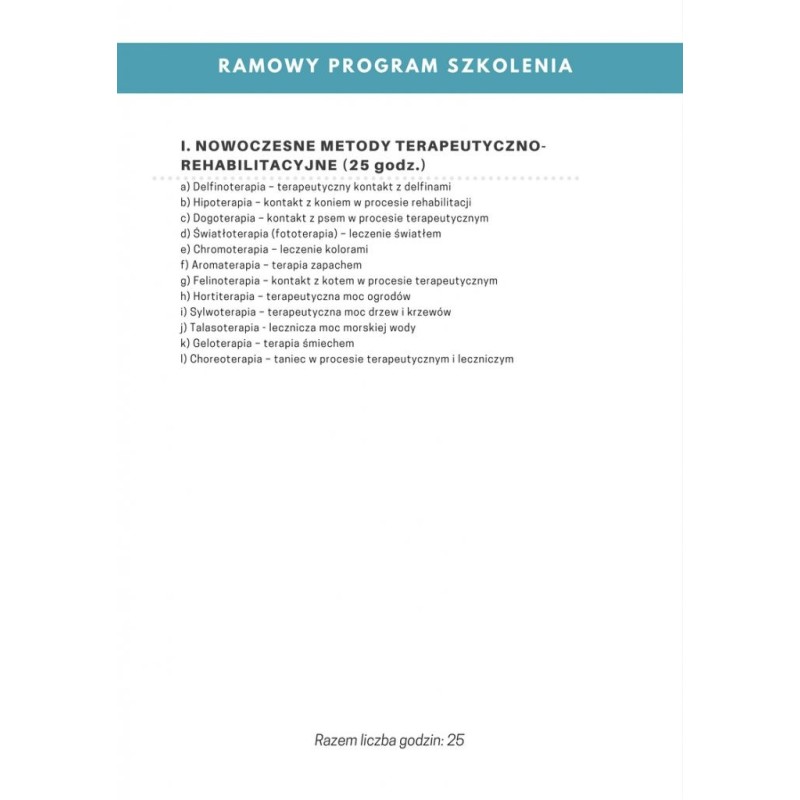 RAMOWY PROGRAM SZKOLENIA
I. NOWOCZESNE METODY TERAPEUTYCZNO-
REHABILITACYJNE (25 godz.)
a) Delfinoterapia – terapeutyczny kontakt z delfinami
b) Hipoterapia – kontakt z koniem w procesie rehabilitacji
c) Dogoterapia – kontakt z psem w procesie terapeutycznym
d) Światłoterapia (fototerapia) – leczenie światłem
e) Chromoterapia – leczenie kolorami
f) Aromaterapia – terapia zapachem
g) Felinoterapia – kontakt z kotem w procesie terapeutycznym
h) Hortiterapia – terapeutyczna moc ogrodów
i) Sylwoterapia – terapeutyczna moc drzew i krzewów
j) Talasoterapia - lecznicza moc morskiej wody
k) Geloterapia – terapia śmiechem
l) Choreoterapia – taniec w procesie terapeutycznym i leczniczym
Razem liczba godzin: 25